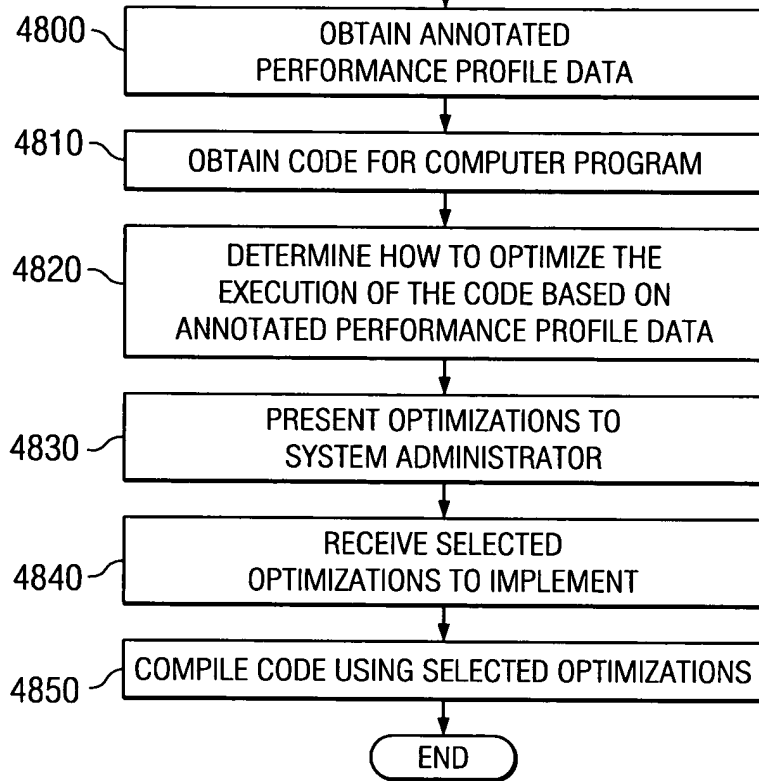 4800
OBTAIN ANNOTATED
PERFORMANCE PROFILE DATA
4810
OBTAIN CODE FOR COMPUTER PROGRAM
4820
DETERMINE HOW TO OPTIMIZE THE
EXECUTION OF THE CODE BASED ON
ANNOTATED PERFORMANCE PROFILE DATA
4830
PRESENT OPTIMIZATIONS TO
SYSTEM ADMINISTRATOR
4840
RECEIVE SELECTED
OPTIMIZATIONS TO IMPLEMENT
4850
COMPILE CODE USING SELECTED OPTIMIZATIONS
END